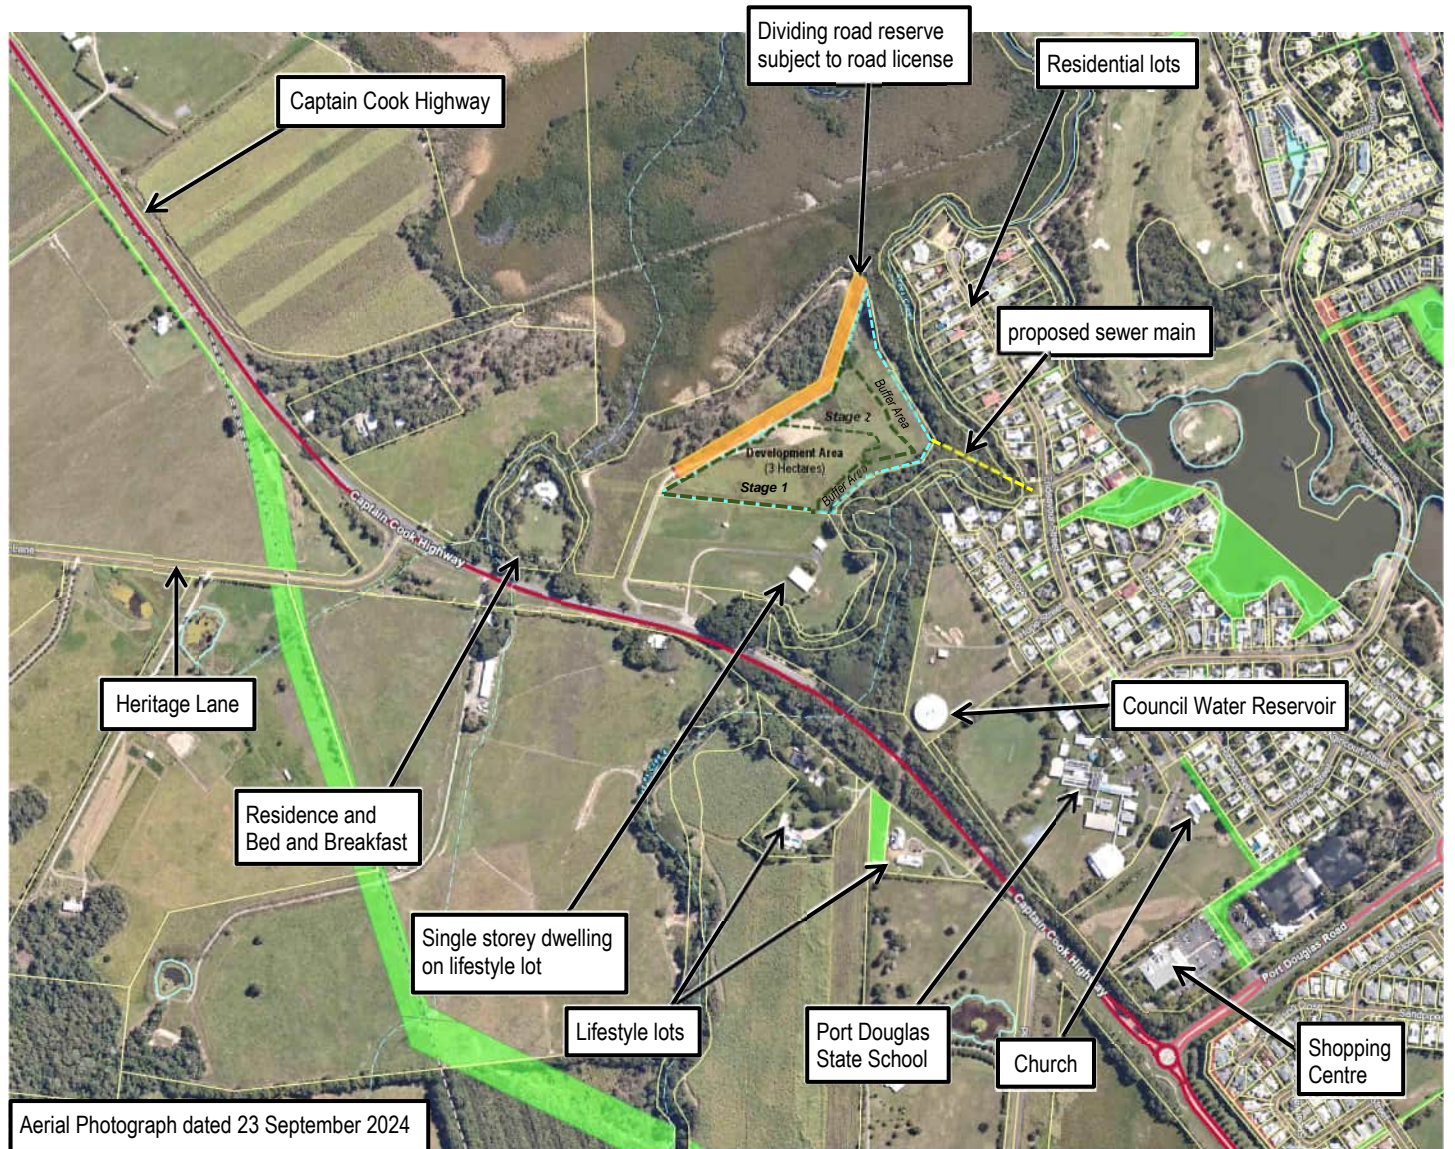 Dividing road reserve
subject to road license
Residential lots
Captain Cook Highway
proposed sewer main
Buffer Area
Stage 2
Development Area
(3 Hectares)
Stage 1
Buffer Area
Captain Cook Highway
Lane
Heritage Lane
Council Water Reservoir
Residence and
Bed and Breakfast
Single storey dwelling
on lifestyle lot
Lifestyle lots
Port Douglas
State School
Church
Shopping
Centre
Captain Cook Highway
Port Douglas Road
Aerial Photograph dated 23 September 2024